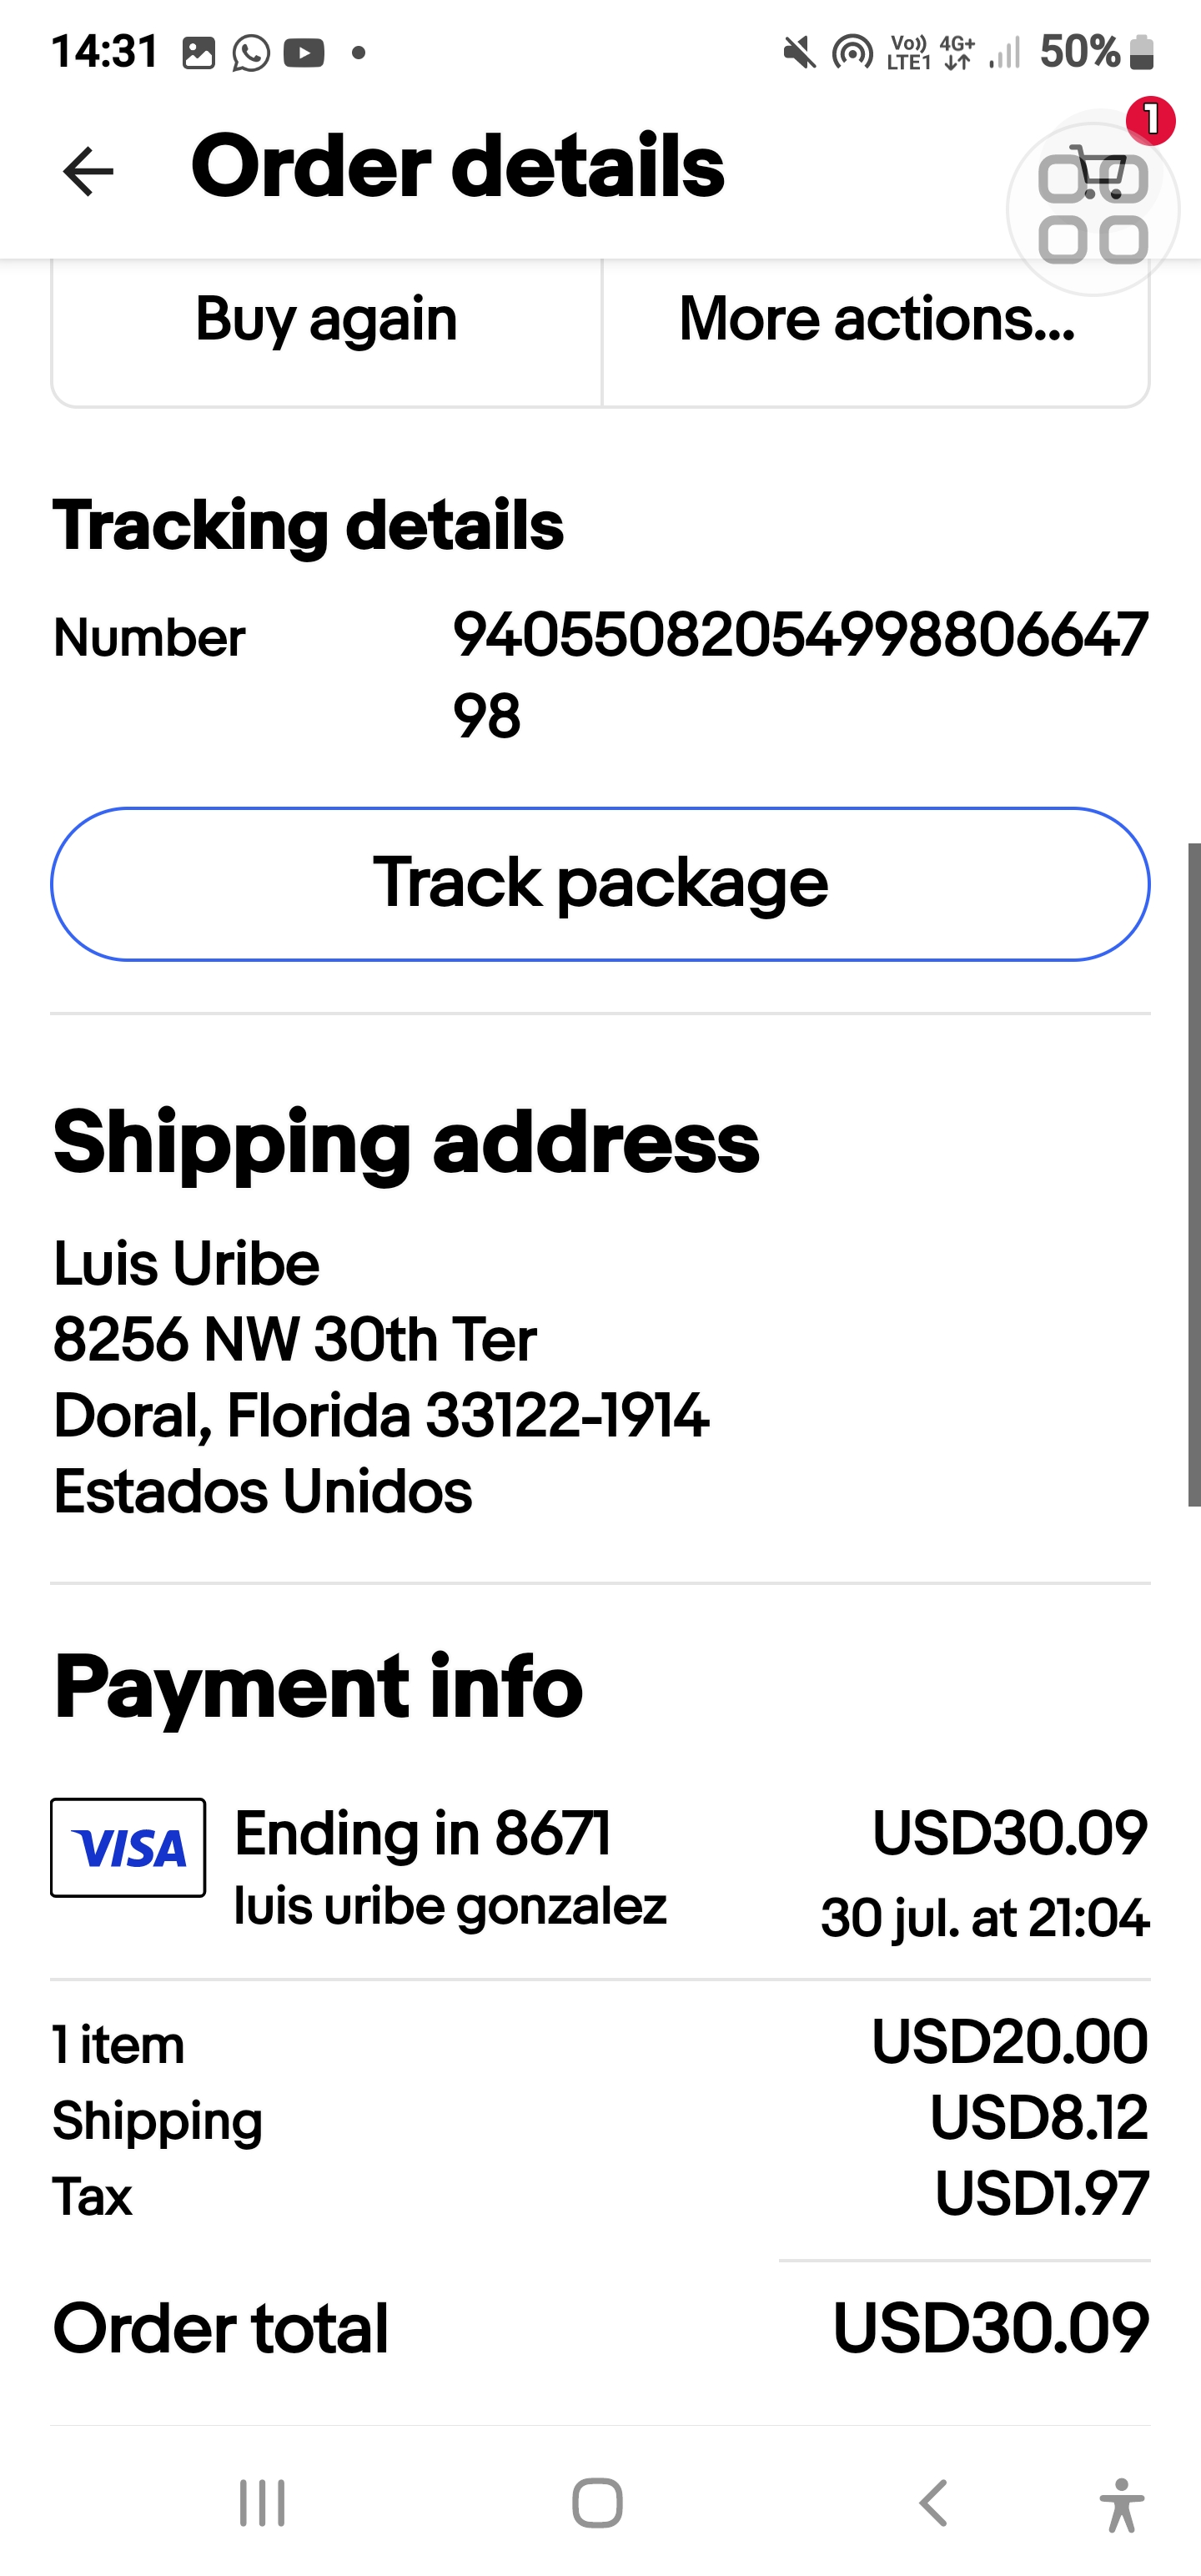 14:31 Vo)) LTE1 4G+ 50%
1
Order details
Buy again More actions...
Tracking details
Number 94055082054998806647
98
Track package
Shipping address
Luis Uribe
8256 NW 30th Ter
Doral, Florida 33122-1914
Estados Unidos
Payment info
VISA Ending in 8671 USD30.09
luis uribe gonzalez 30 jul. at 21:04
1 item USD20.00
Shipping USD8.12
Tax USD1.97
Order total USD30.09